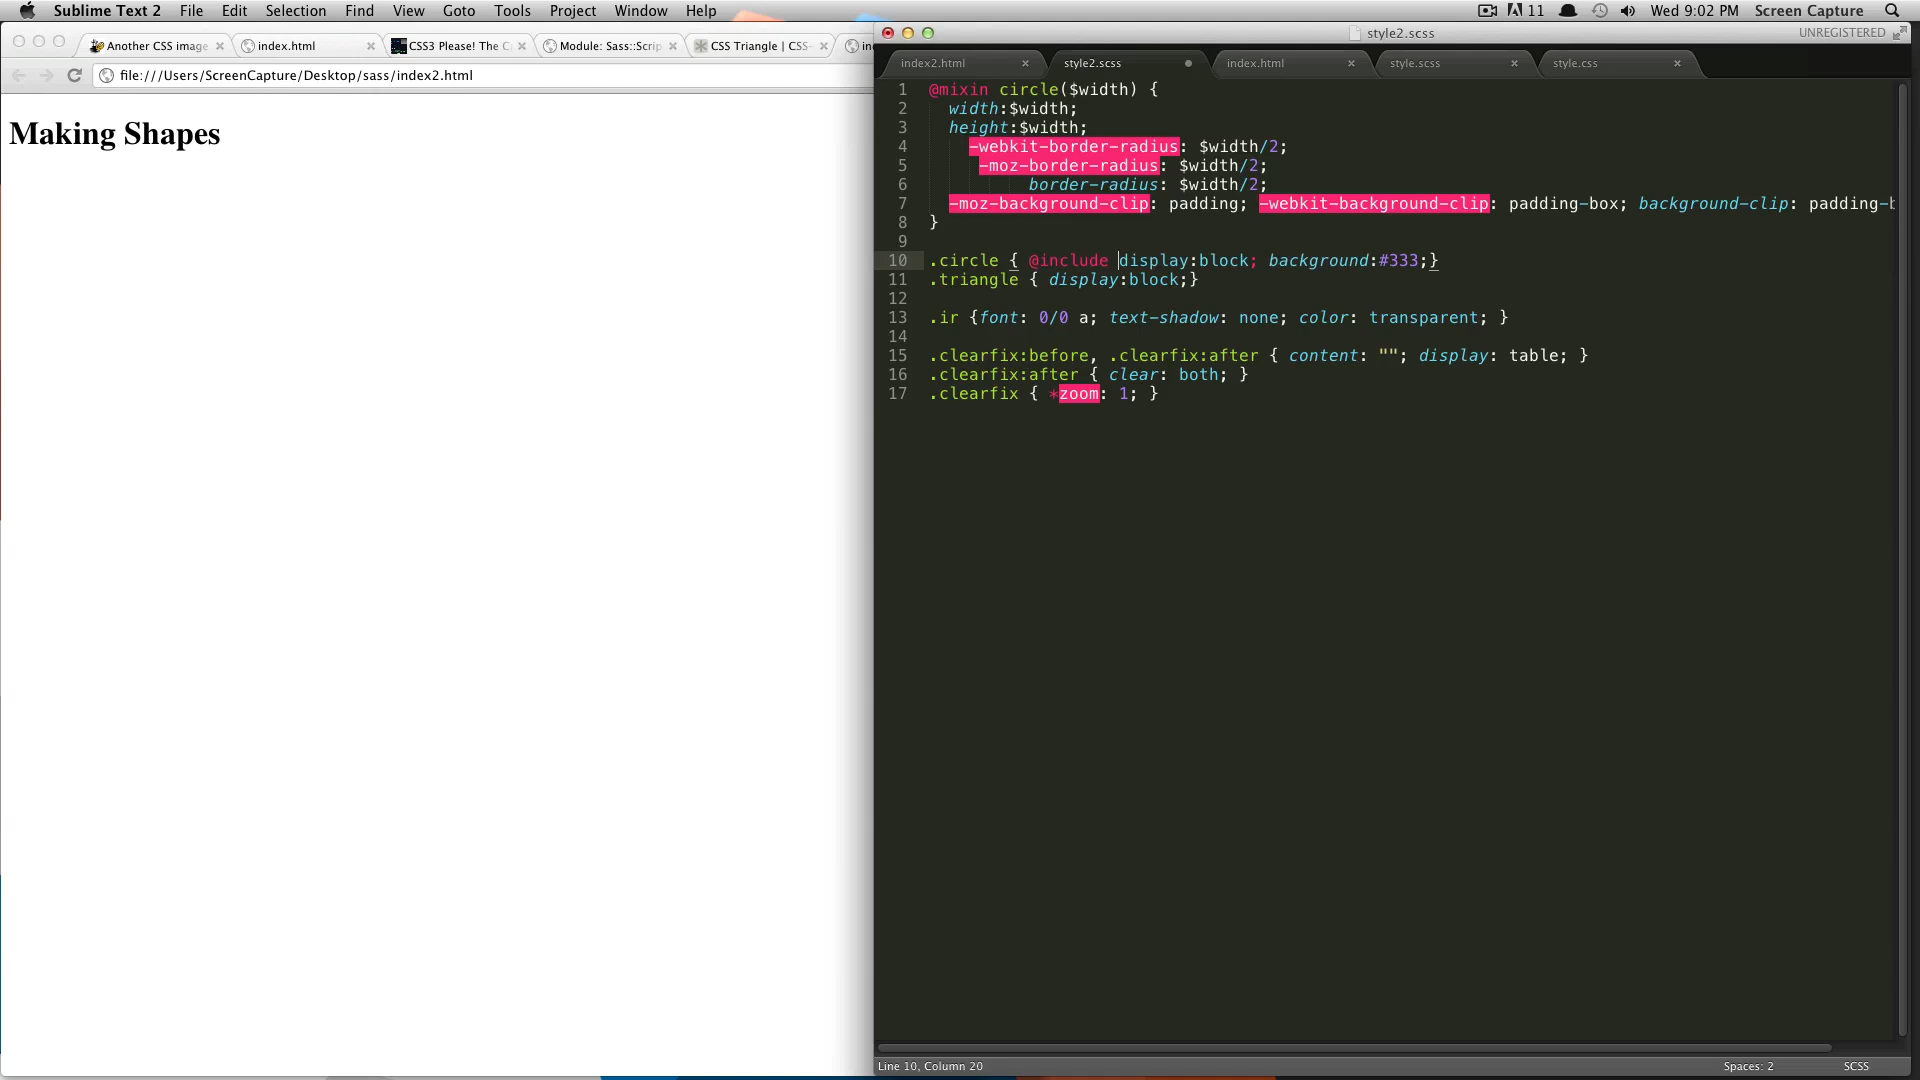 Sublime Text 2 File Edit Selection Find View Goto Tools Project Window Help 11 Wed 9:02 PM Screen Capture
style2.scss UNREGISTERED
Another CSS image index.html CSS3 Please! The C Module: Sass::Scrip CSS Triangle | CSS-
index2.html style2.scss index.html style.scss style.css
file:///Users/ScreenCapture/Desktop/sass/index2.html
Making Shapes
1 @mixin circle($width) {
2 width:$width;
3 height:$width;
4 -webkit-border-radius: $width/2;
5 -moz-border-radius: $width/2;
6 border-radius: $width/2;
7 -moz-background-clip: padding; -webkit-background-clip: padding-box; background-clip: padding-b
8 }
9
10 .circle { @include display:block; background:#333;}
11 .triangle { display:block;}
12
13 .ir {font: 0/0 a; text-shadow: none; color: transparent; }
14
15 .clearfix:before, .clearfix:after { content: ""; display: table; }
16 .clearfix:after { clear: both; }
17 .clearfix { *zoom: 1; }
Line 10, Column 20 Spaces: 2 SCSS